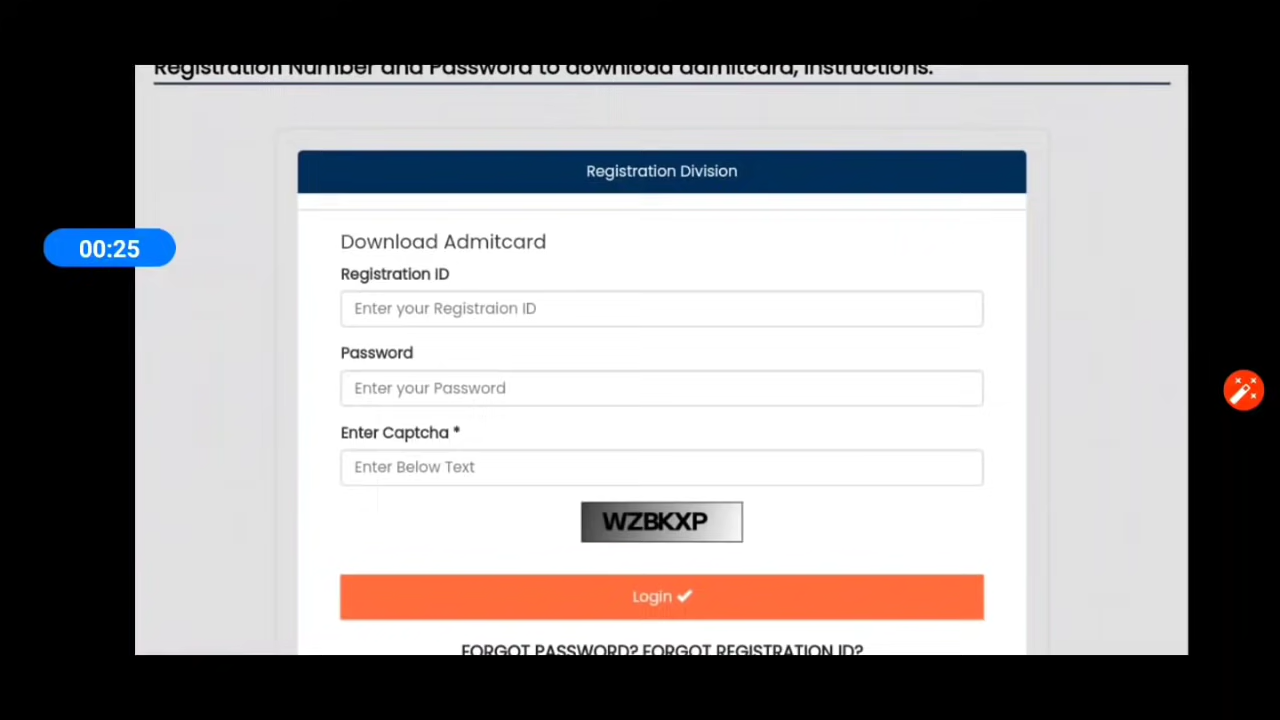 Registration Number and Password to download admitcard, instructions.
Registration Division
00:25
Download Admitcard
Registration ID
Enter your Registraion ID
Password
Enter your Password
Enter Captcha *
Enter Below Text
WZBKXP
Login
FORGOT PASSWORD? FORGOT REGISTRATION ID?